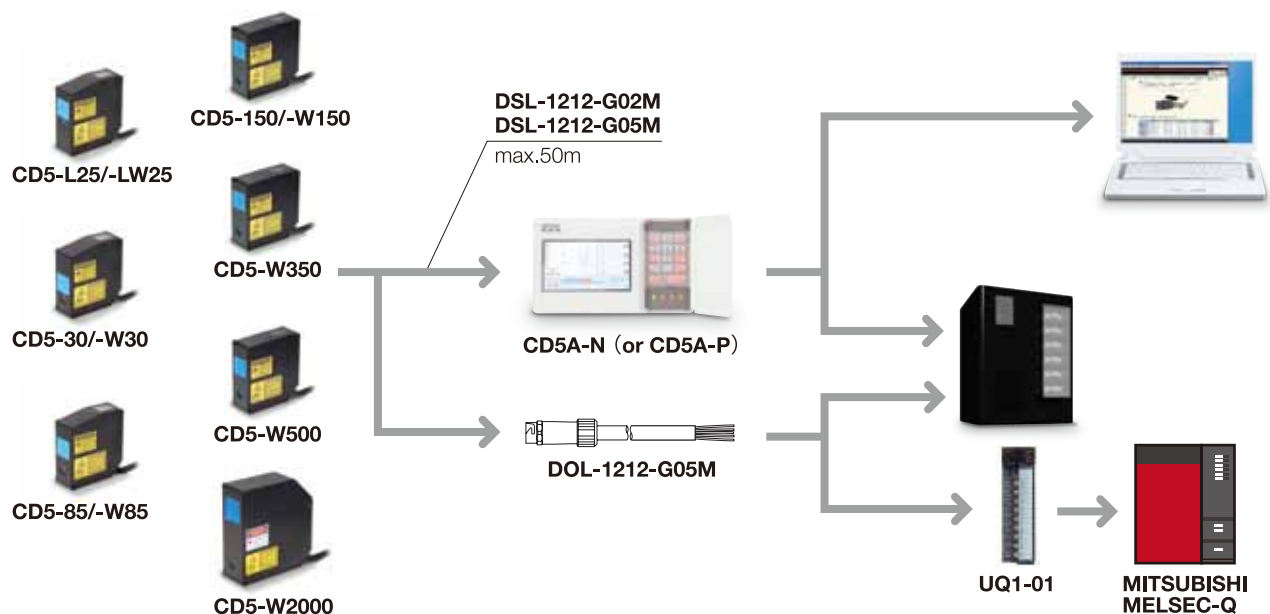 CD5-150/-W150
CD5-L25/-LW25
CD5-W350
CD5-30/-W30
CD5-W500
CD5-85/-W85
CD5-W2000
DSL-1212-G02M
DSL-1212-G05M
max.50m
CD5A-N（or CD5A-P）
DOL-1212-G05M
UQ1-01
MITSUBISHI
MELSEC-Q